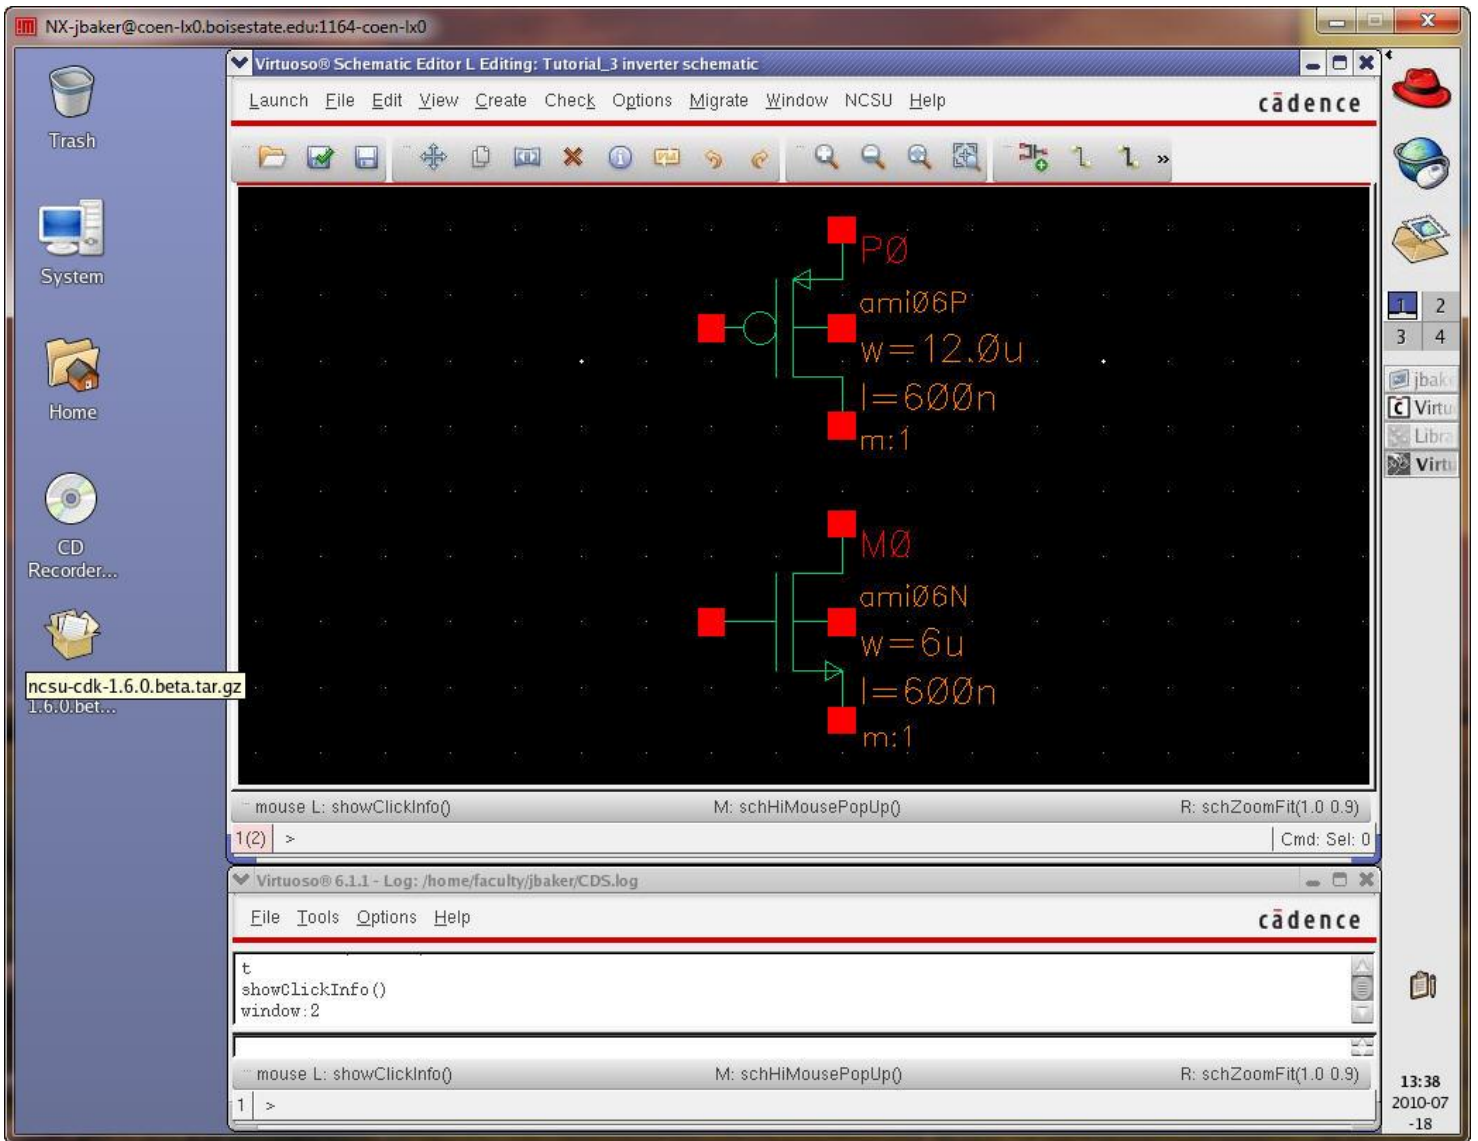 NX-jbaker@coen-lx0.boisestate.edu:1164-coen-lx0
Trash
System
Home
CD
Recorder...
ncsu-cdk-1.6.0.beta.tar.gz
1.6.0.bet...
Virtuoso® Schematic Editor L Editing: Tutorial_3 inverter schematic
Launch File Edit View Create Check Options Migrate Window NCSU Help
cādence
»
PØ
amiØ6P
w=12.Øu
l=6ØØn
m:1
MØ
amiØ6N
w=6u
l=6ØØn
m:1
mouse L: showClickInfo() M: schHiMousePopUp() R: schZoomFit(1.0 0.9)
1(2) > Cmd: Sel: 0
Virtuoso® 6.1.1 - Log: /home/faculty/jbaker/CDS.log
File Tools Options Help
cādence
t
showClickInfo()
window:2
mouse L: showClickInfo() M: schHiMousePopUp() R: schZoomFit(1.0 0.9)
1 >
1 2
3 4
jbake
Virtu
Libra
Virtu
13:38
2010-07
-18